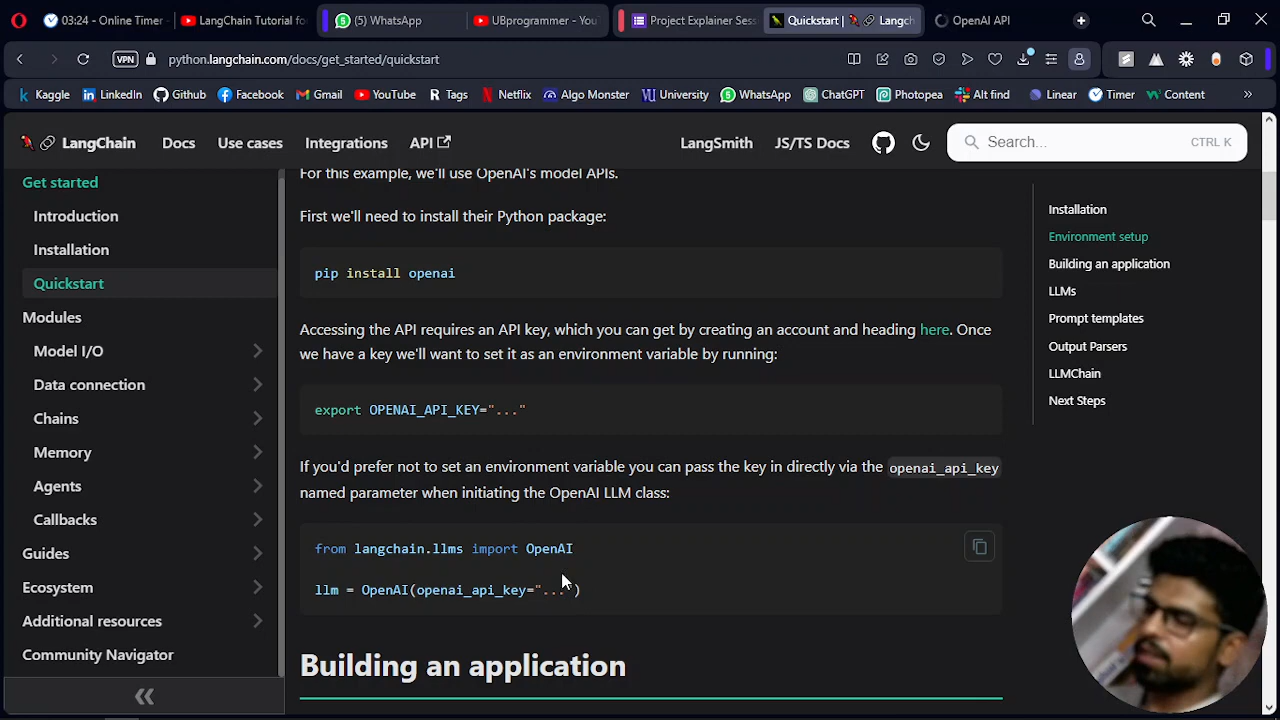 03:24 - Online Timer
LangChain Tutorial fo
WhatsApp
UBprogrammer - You
Project Explainer Sess
Quickstart | 🦜️🔗 Langch
OpenAI API
VPN
python.langchain.com/docs/get_started/quickstart
Kaggle
LinkedIn
Github
Facebook
Gmail
YouTube
Tags
Netflix
Algo Monster
University
WhatsApp
ChatGPT
Photopea
Alt find
Linear
Timer
Content
»
LangChain
Docs
Use cases
Integrations
API
LangSmith
JS/TS Docs
Search...
CTRL K
Get started
Introduction
Installation
Quickstart
Modules
Model I/O
Data connection
Chains
Memory
Agents
Callbacks
Guides
Ecosystem
Additional resources
Community Navigator
For this example, we'll use OpenAI's model APIs.
First we'll need to install their Python package:
pip install openai
Accessing the API requires an API key, which you can get by creating an account and heading here. Once
we have a key we'll want to set it as an environment variable by running:
export OPENAI_API_KEY="..."
If you'd prefer not to set an environment variable you can pass the key in directly via the openai_api_key
named parameter when initiating the OpenAI LLM class:
from langchain.llms import OpenAI
llm = OpenAI(openai_api_key="...")
Building an application
Installation
Environment setup
Building an application
LLMs
Prompt templates
Output Parsers
LLMChain
Next Steps